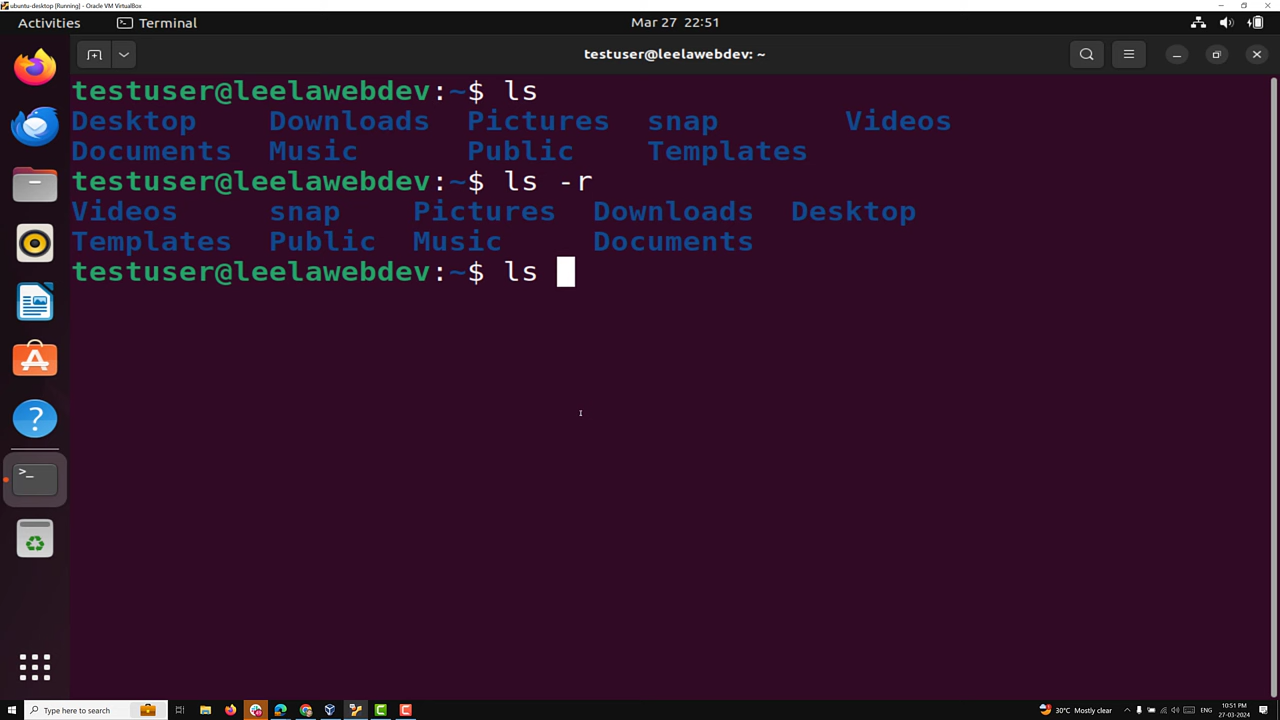 ubuntu-desktop [Running] - Oracle VM VirtualBox
Activities Terminal Mar 27 22:51
testuser@leelawebdev: ~
testuser@leelawebdev:~$ ls
Desktop Downloads Pictures snap Videos
Documents Music Public Templates
testuser@leelawebdev:~$ ls -r
Videos snap Pictures Downloads Desktop
Templates Public Music Documents
testuser@leelawebdev:~$ ls
>_
Type here to search 30°C Mostly clear ENG 10:51 PM
27-03-2024